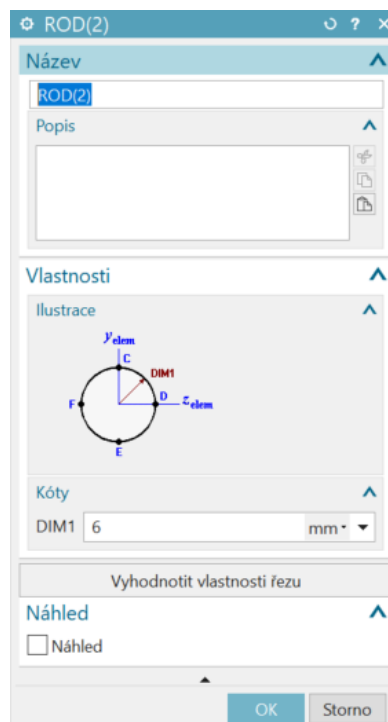 ROD(2)
Název
ROD(2)
Popis
Vlastnosti
Ilustrace
yelem
C
DIM1
F
D
zelem
E
Kóty
DIM1 6 mm
Vyhodnotit vlastnosti řezu
Náhled
Náhled
OK Storno